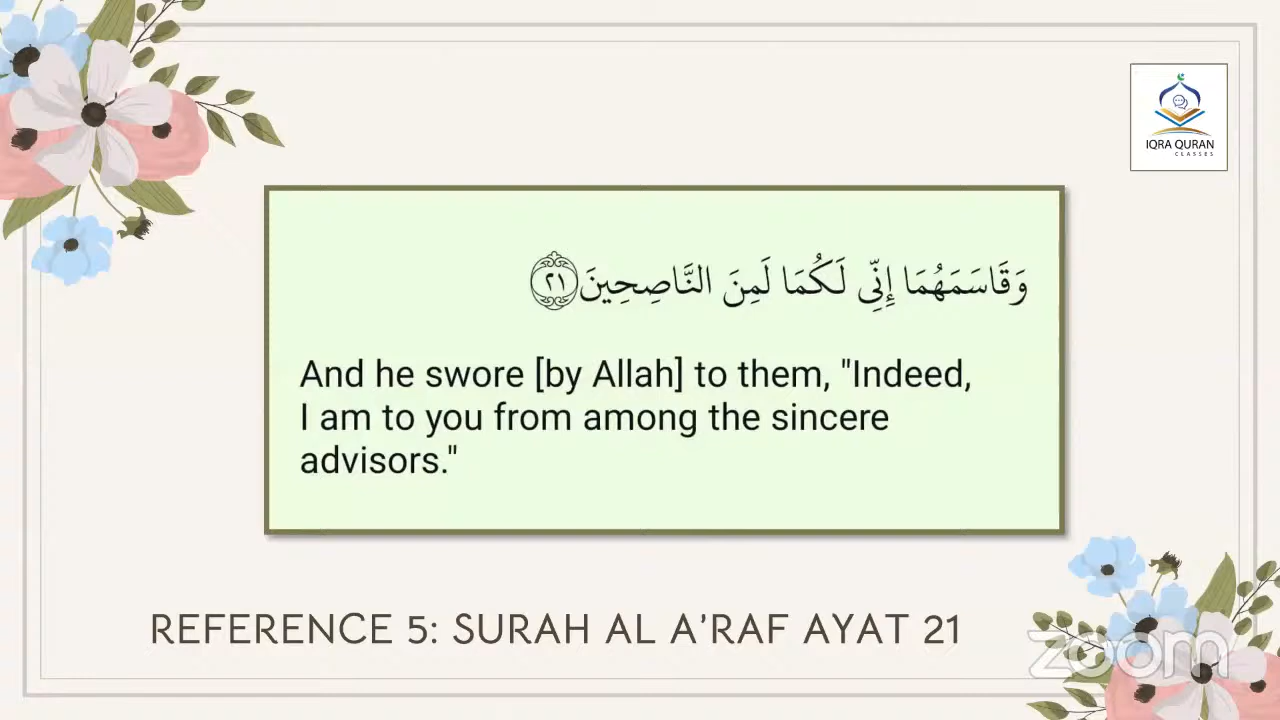 IQRA QURAN
CLASSES
وَقَاسَمَهُمَا إِنِّي لَكُمَا لَمِنَ النَّاصِحِينَ ٢١
And he swore [by Allah] to them, "Indeed,
I am to you from among the sincere
advisors."
REFERENCE 5: SURAH AL A'RAF AYAT 21
zoom